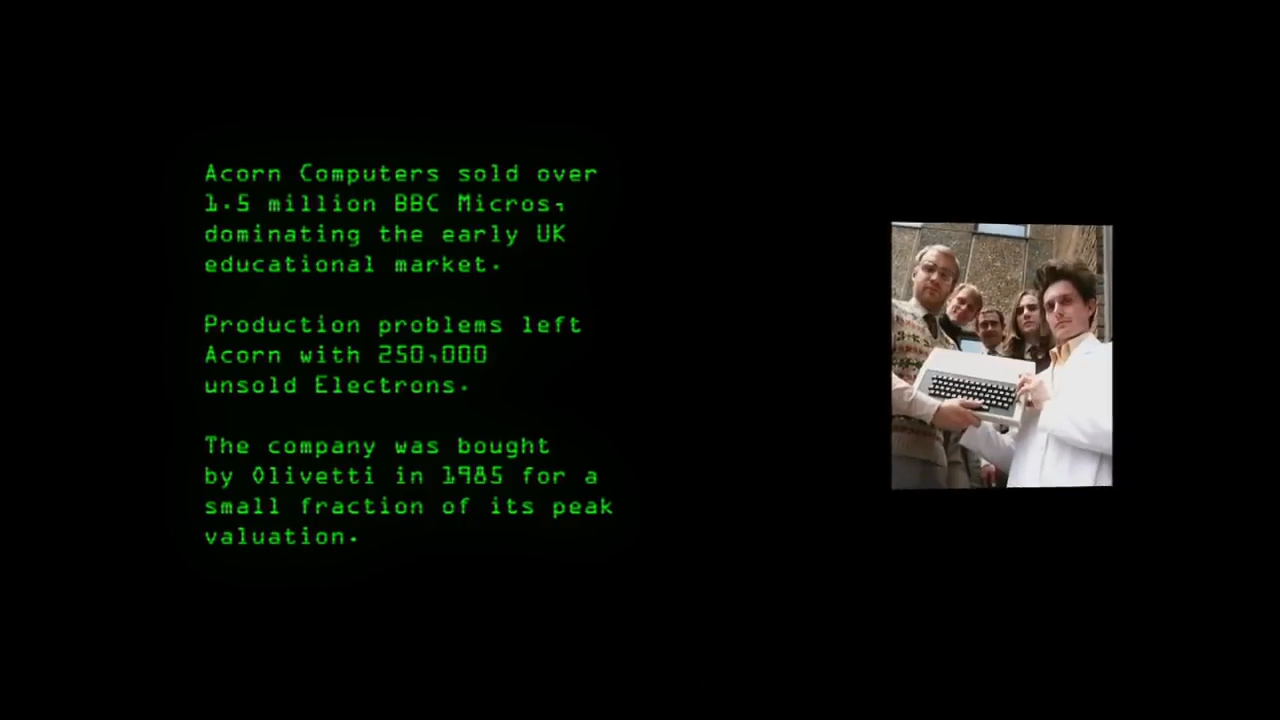 Acorn Computers sold over
1.5 million BBC Micros,
dominating the early UK
educational market.
Production problems left
Acorn with 250,000
unsold Electrons.
The company was bought
by Olivetti in 1985 for a
small fraction of its peak
valuation.